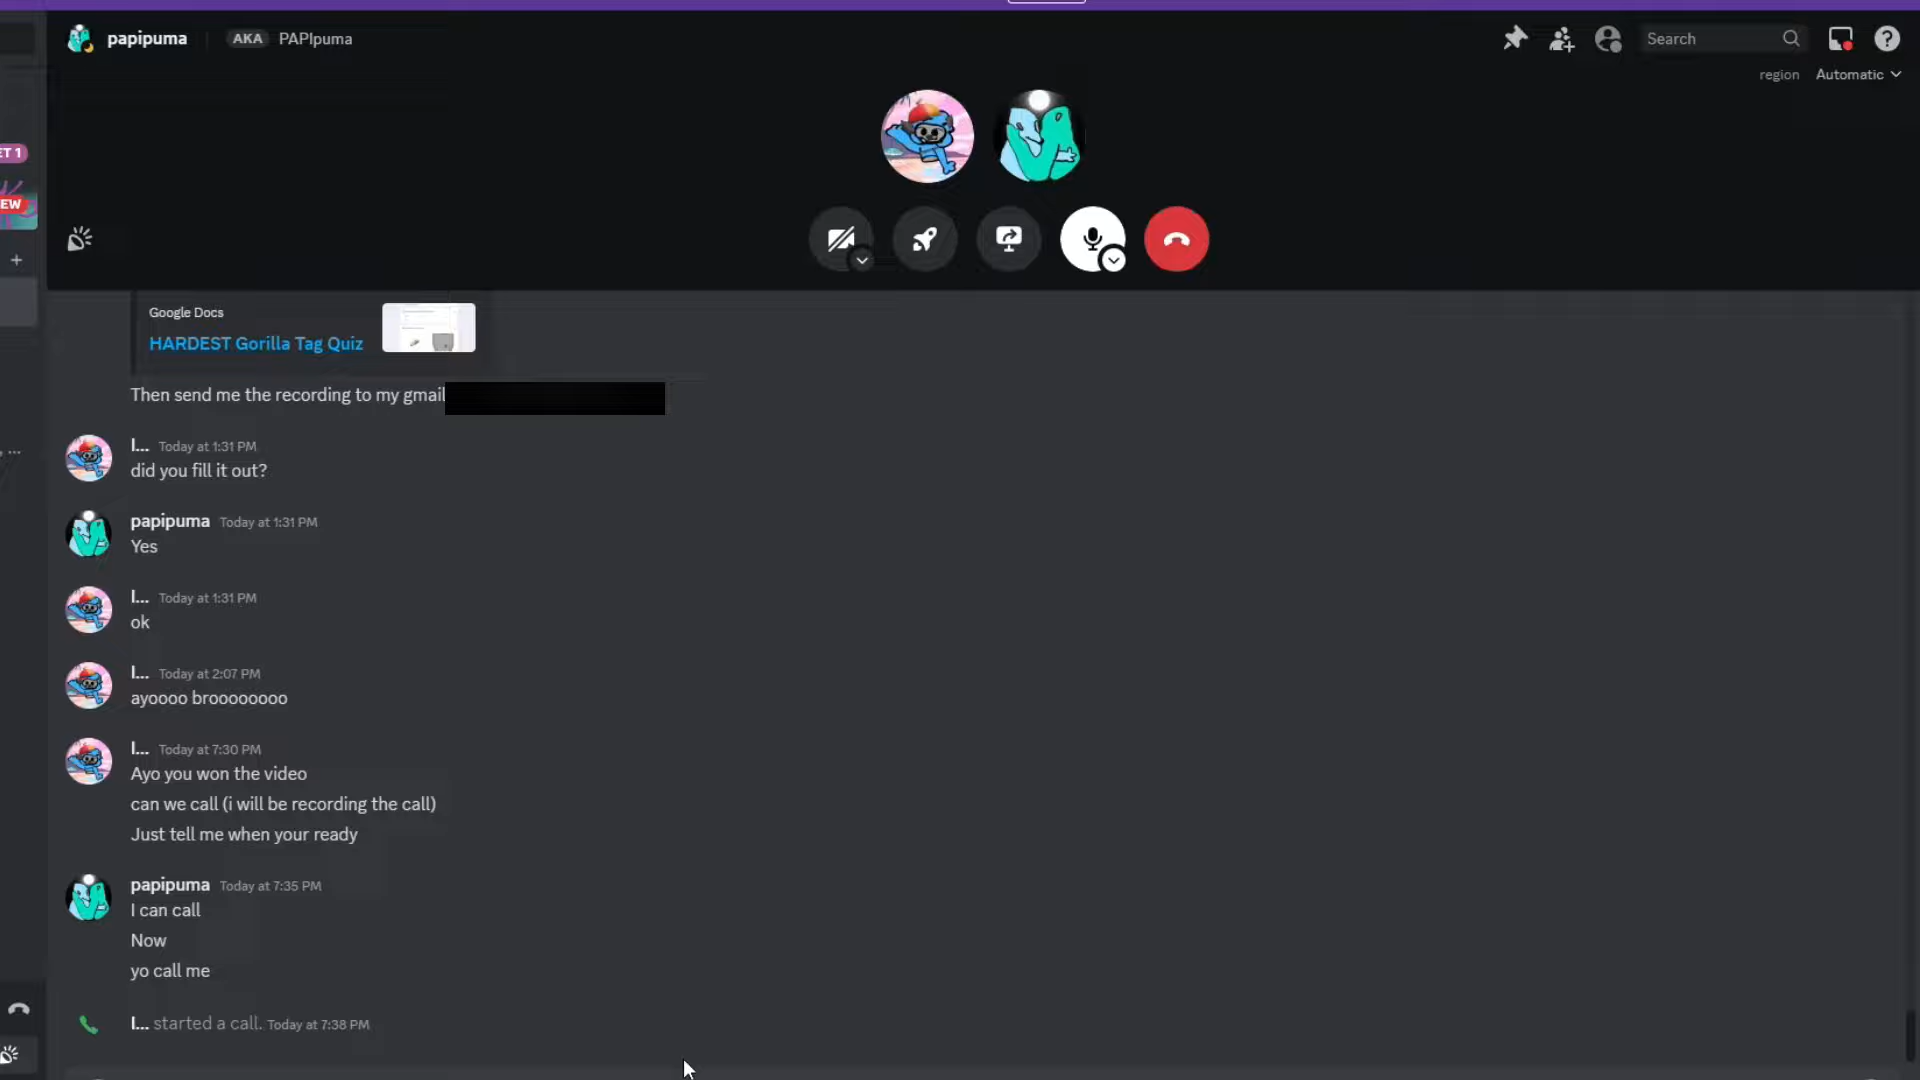 papipuma AKA PAPIpuma Search
region Automatic
ET 1
EW
Google Docs
HARDEST Gorilla Tag Quiz
Then send me the recording to my gmail
I... Today at 1:31 PM
did you fill it out?
papipuma Today at 1:31 PM
Yes
I... Today at 1:31 PM
ok
I... Today at 2:07 PM
ayoooo broooooooo
I... Today at 7:30 PM
Ayo you won the video
can we call (i will be recording the call)
Just tell me when your ready
papipuma Today at 7:35 PM
I can call
Now
yo call me
I... started a call. Today at 7:38 PM